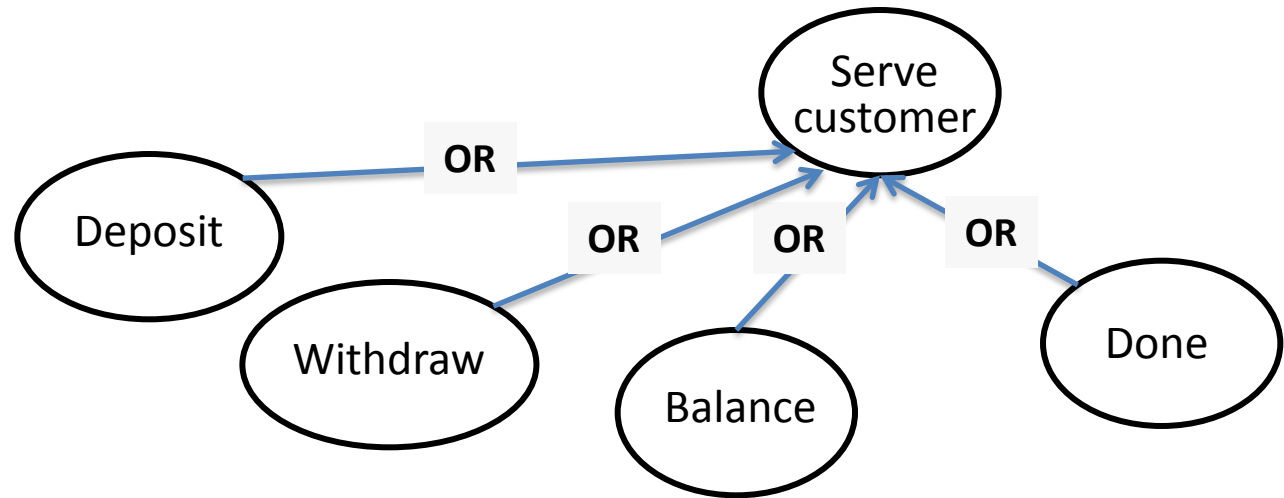 Serve
customer
OR
Deposit
OR
OR
OR
Withdraw
Balance
Done